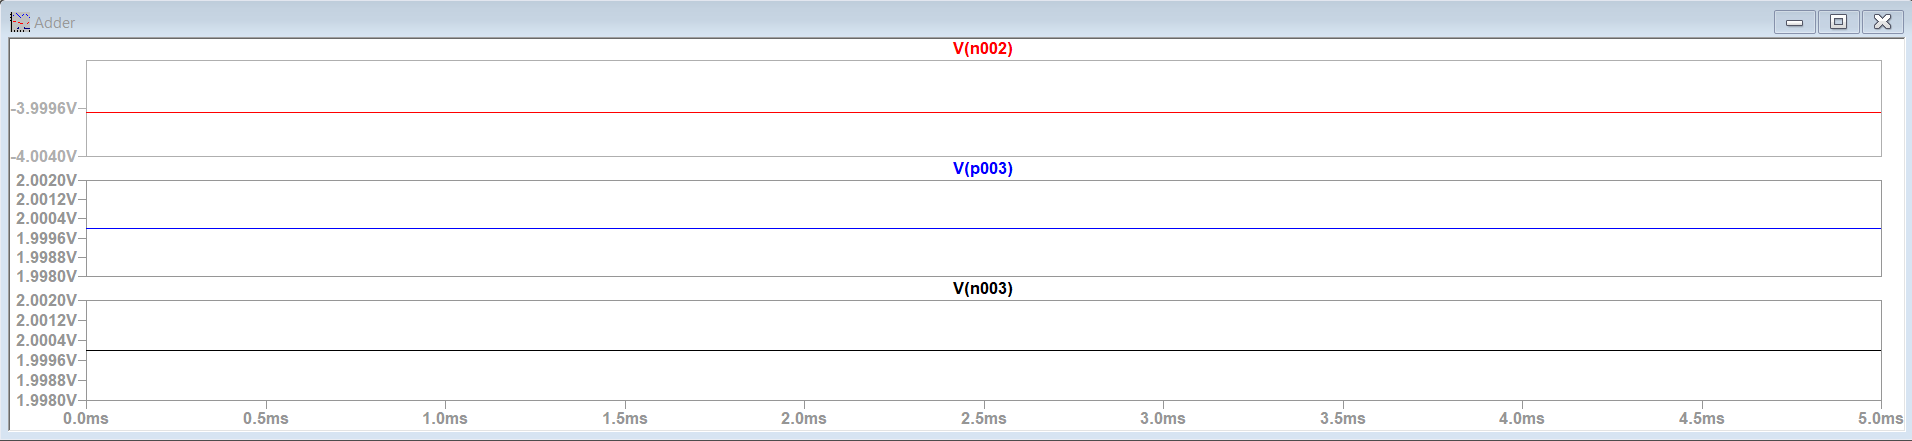 Adder
V(n002)
-3.9996V
-4.0040V
V(p003)
2.0020V
2.0012V
2.0004V
1.9996V
1.9988V
1.9980V
V(n003)
2.0020V
2.0012V
2.0004V
1.9996V
1.9988V
1.9980V
0.0ms 0.5ms 1.0ms 1.5ms 2.0ms 2.5ms 3.0ms 3.5ms 4.0ms 4.5ms 5.0ms